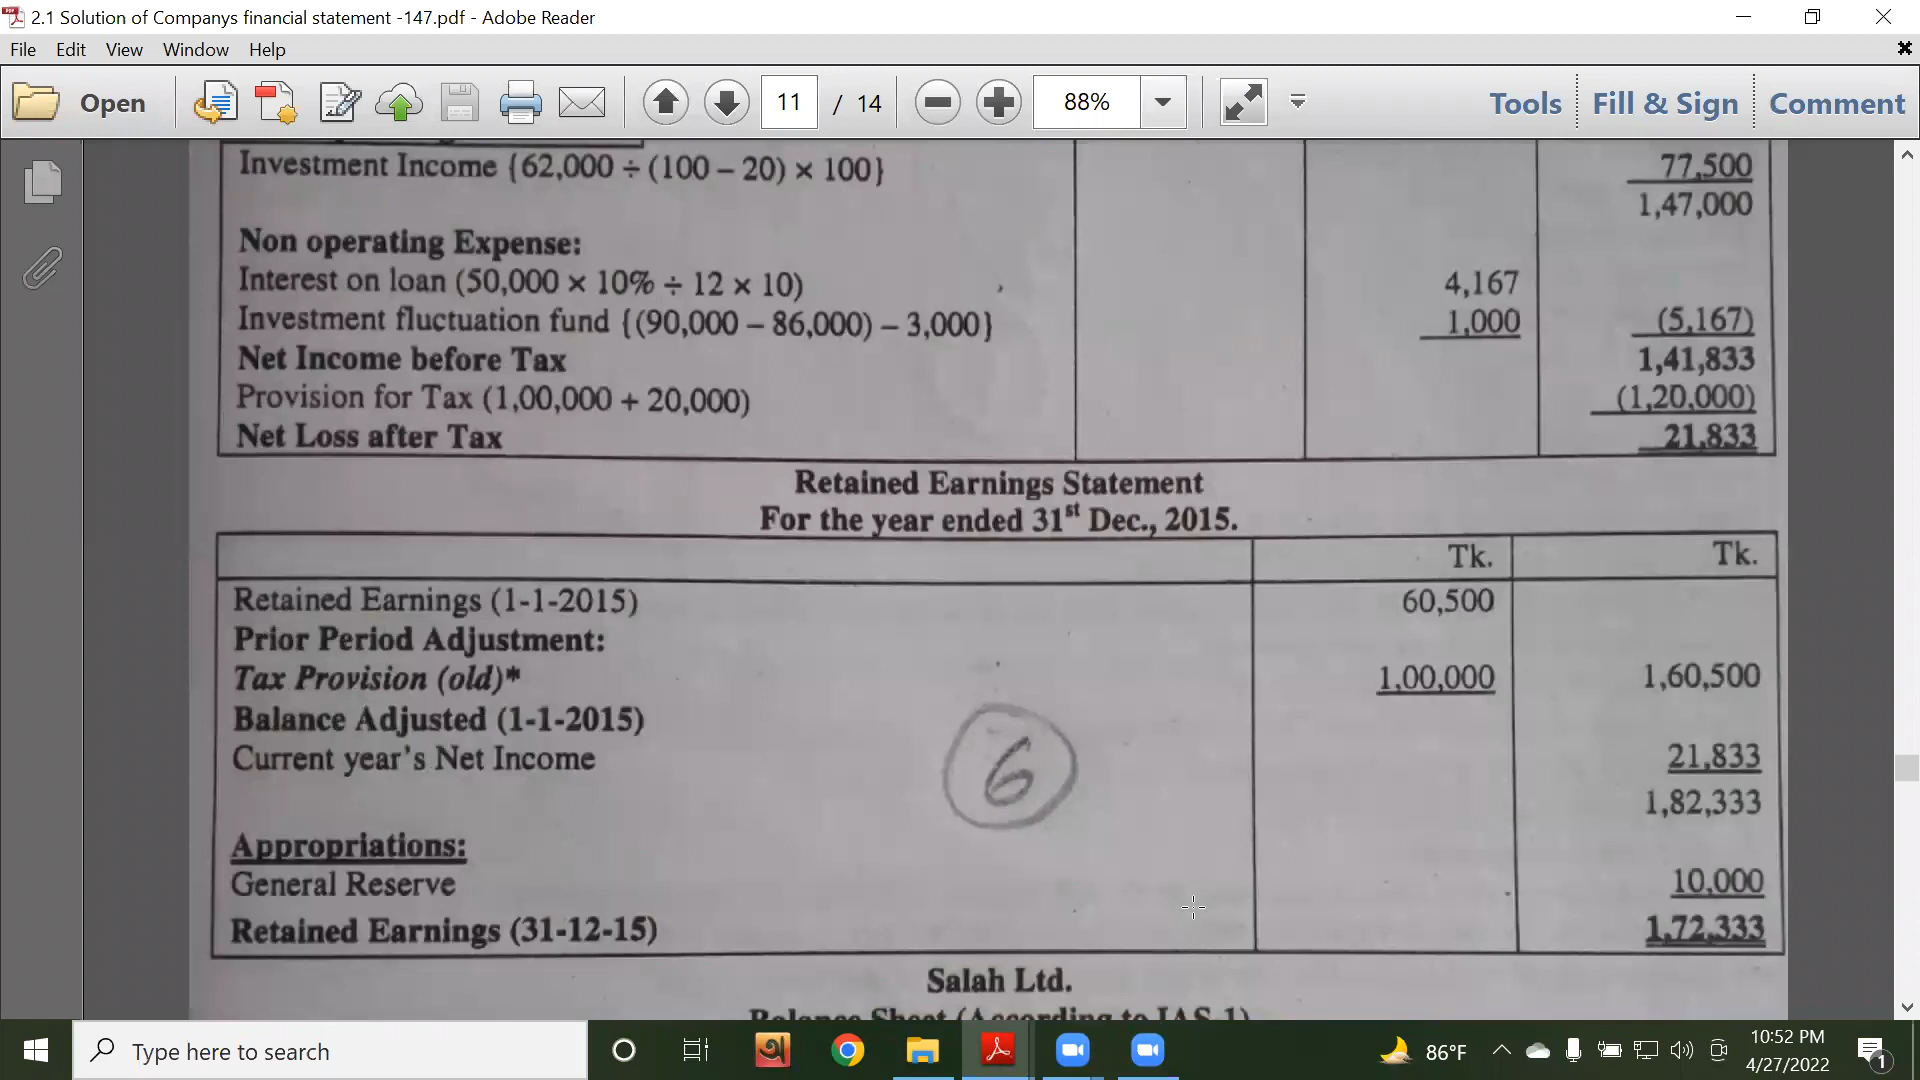 2.1 Solution of Companys financial statement -147.pdf - Adobe Reader
File Edit View Window Help
Open 11 / 14 88% Tools Fill & Sign Comment
Investment Income {62,000 ÷ (100 – 20) × 100} 77,500
1,47,000
Non operating Expense:
Interest on loan (50,000 × 10% ÷ 12 × 10) 4,167
Investment fluctuation fund {(90,000 – 86,000) – 3,000} 1,000 (5,167)
Net Income before Tax 1,41,833
Provision for Tax (1,00,000 + 20,000) (1,20,000)
Net Loss after Tax 21,833
Retained Earnings Statement
For the year ended 31st Dec., 2015.
Tk. Tk.
Retained Earnings (1-1-2015) 60,500
Prior Period Adjustment:
Tax Provision (old)* 1,00,000 1,60,500
Balance Adjusted (1-1-2015)
Current year's Net Income 21,833
6
1,82,333
Appropriations:
General Reserve 10,000
Retained Earnings (31-12-15) 1,72,333
Salah Ltd.
Balance Sheet (According to IAS-1)
Type here to search
86°F
10:52 PM
4/27/2022
1